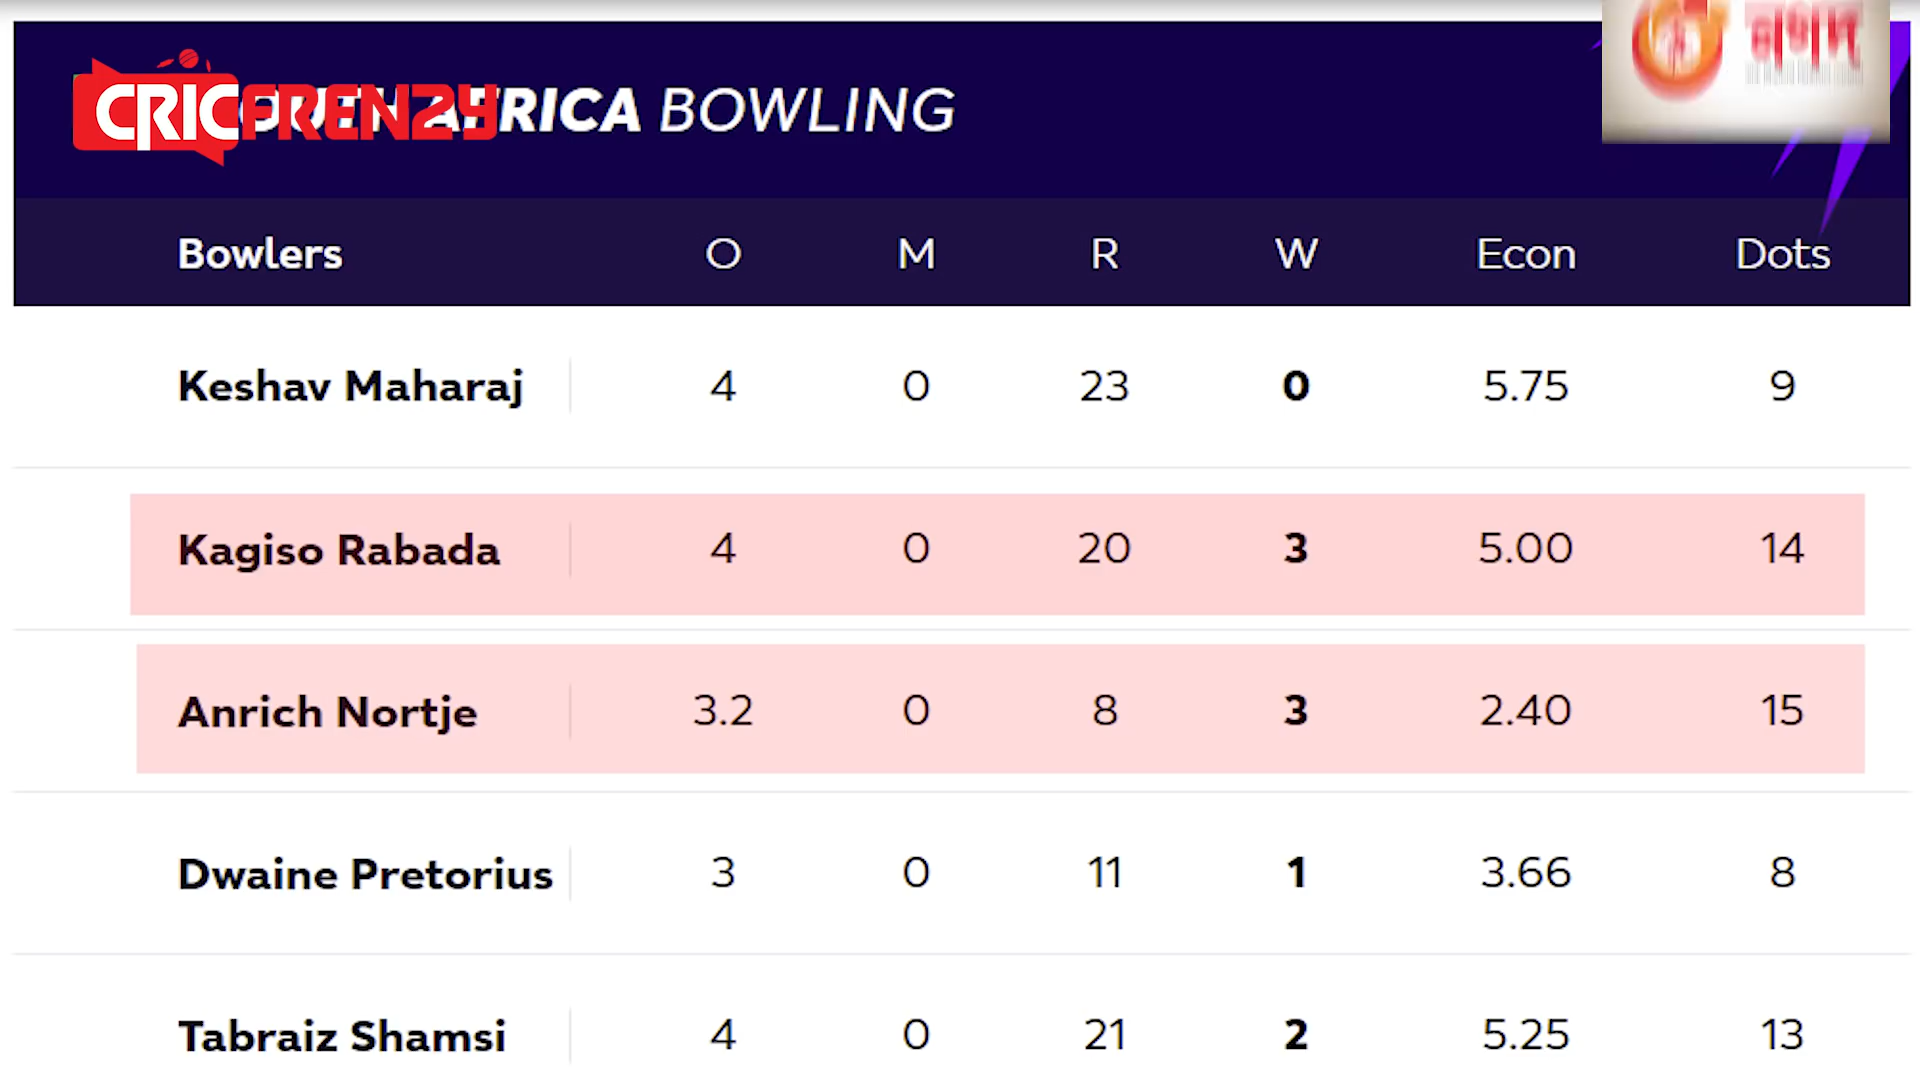 CRICFRENZY
SOUTH AFRICA BOWLING
Bowlers O M R W Econ Dots
Keshav Maharaj 4 0 23 0 5.75 9
Kagiso Rabada 4 0 20 3 5.00 14
Anrich Nortje 3.2 0 8 3 2.40 15
Dwaine Pretorius 3 0 11 1 3.66 8
Tabraiz Shamsi 4 0 21 2 5.25 13